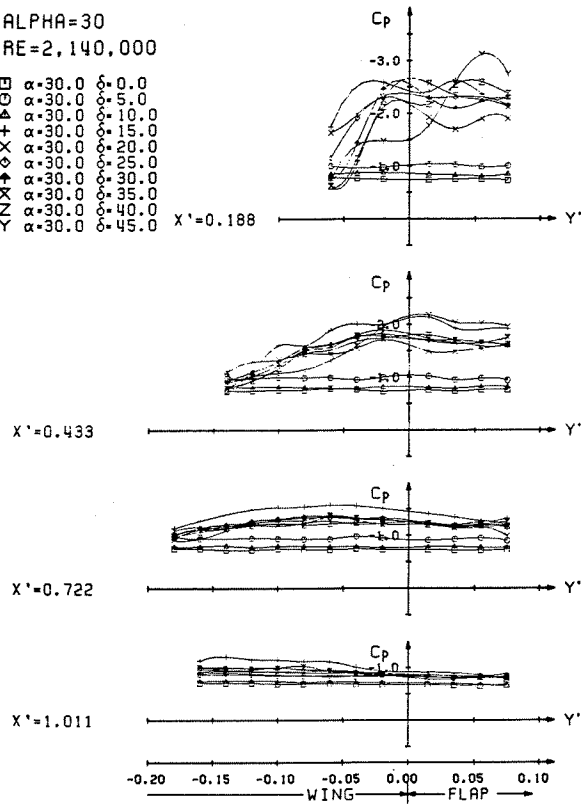 ALPHA=30
RE=2,140,000
α=30.0 δ=0.0
α=30.0 δ=5.0
α=30.0 δ=10.0
α=30.0 δ=15.0
α=30.0 δ=20.0
α=30.0 δ=25.0
α=30.0 δ=30.0
α=30.0 δ=35.0
α=30.0 δ=40.0
α=30.0 δ=45.0
Cp
-3.0
-2.0
-1.0
X'=0.188
Y'
Cp
-2.0
-1.0
X'=0.433
Y'
Cp
-1.0
X'=0.722
Y'
Cp
-1.0
X'=1.011
Y'
-0.20 -0.15 -0.10 -0.05 0.00 0.05 0.10
WING FLAP